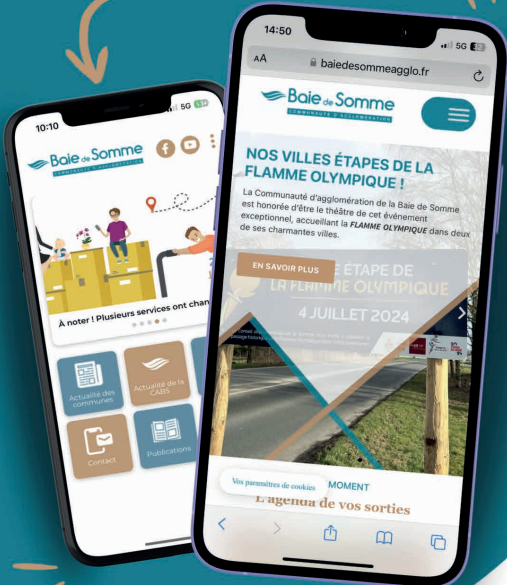 10:10
5G
Baie de Somme
COMMUNAUTÉ D'AGGLOMÉRATION
À noter ! Plusieurs services ont chan
Actualité des
communes
Actualité de la
CABS
Contact
Publications
14:50
5G
AA
baiedesommeagglo.fr
Baie de Somme
COMMUNAUTÉ D'AGGLOMÉRATION
NOS VILLES ÉTAPES DE LA
FLAMME OLYMPIQUE !
La Communauté d'agglomération de la Baie de Somme
est honorée d'être le théâtre de cet événement
exceptionnel, accueillant la FLAMME OLYMPIQUE dans deux
de ses charmantes villes.
EN SAVOIR PLUS
E ÉTAPE DE
LA FLAMME OLYMPIQUE
4 JUILLET 2024
Vos paramètres de cookies
MOMENT
L'agenda de vos sorties